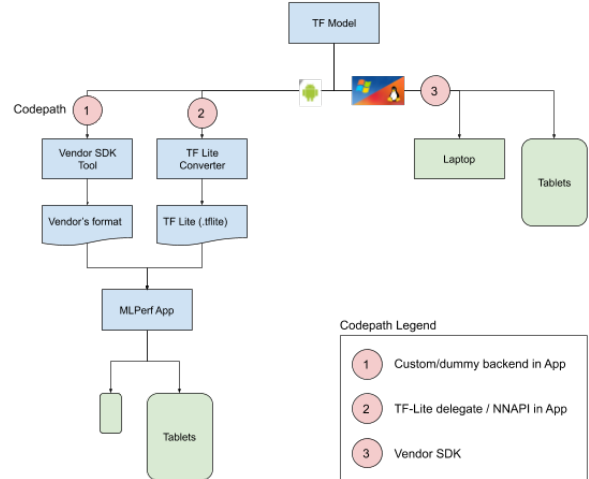 TF Model
Codepath
1
2
3
Vendor SDK
Tool
TF Lite
Converter
Laptop
Tablets
Vendor's format
TF Lite (.tflite)
MLPerf App
Tablets
Codepath Legend
1 Custom/dummy backend in App
2 TF-Lite delegate / NNAPI in App
3 Vendor SDK